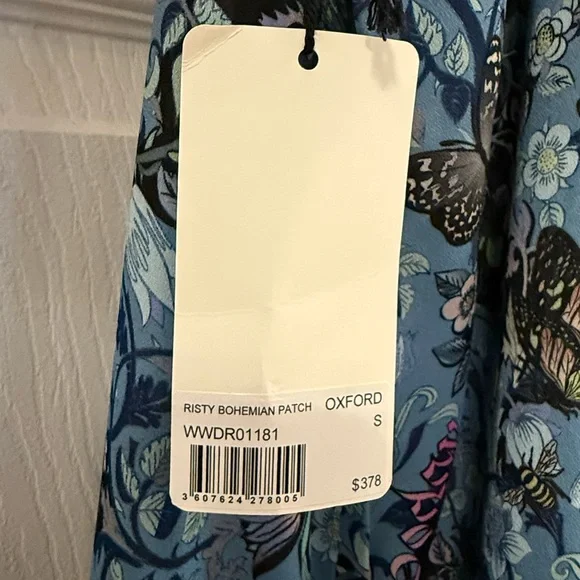 RISTY BOHEMIAN PATCH OXFORD
WWDR01181 S
3 607624 278005 $378